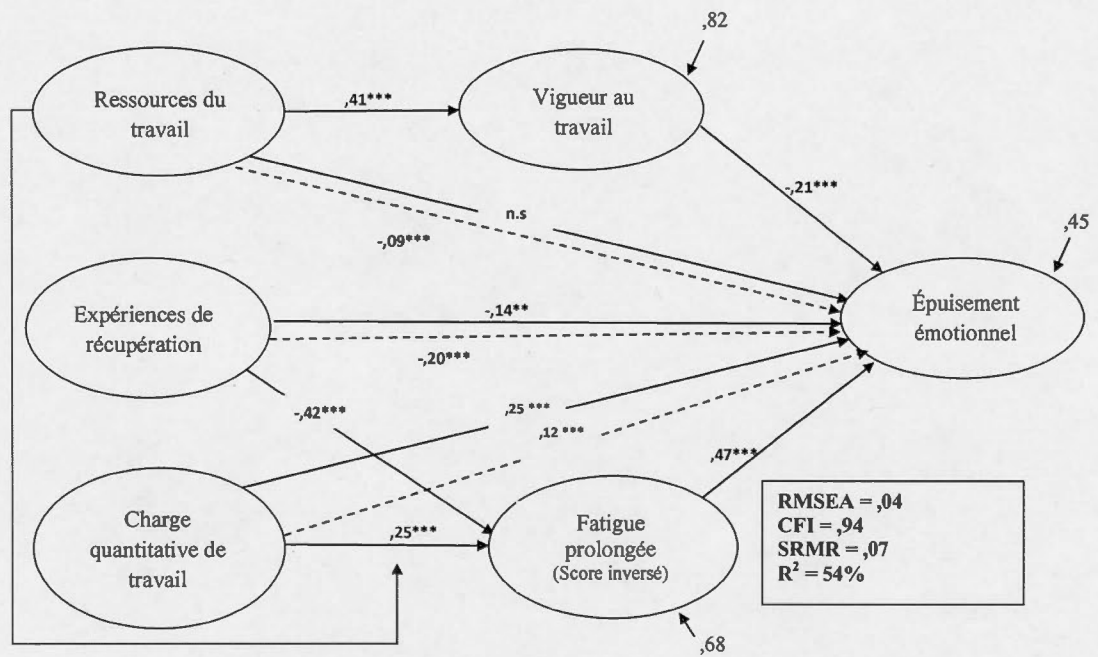 ,82
Ressources du
travail
,41***
Vigueur au
travail
-,21***
n.s
-,09***
,45
Expériences de
récupération
-,14**
-,20***
Épuisement
émotionnel
-,42***
,25 ***
,12 ***
,47***
Charge
quantitative de
travail
,25***
Fatigue
prolongée
(Score inversé)
RMSEA = ,04
CFI = ,94
SRMR = ,07
R² = 54%
,68